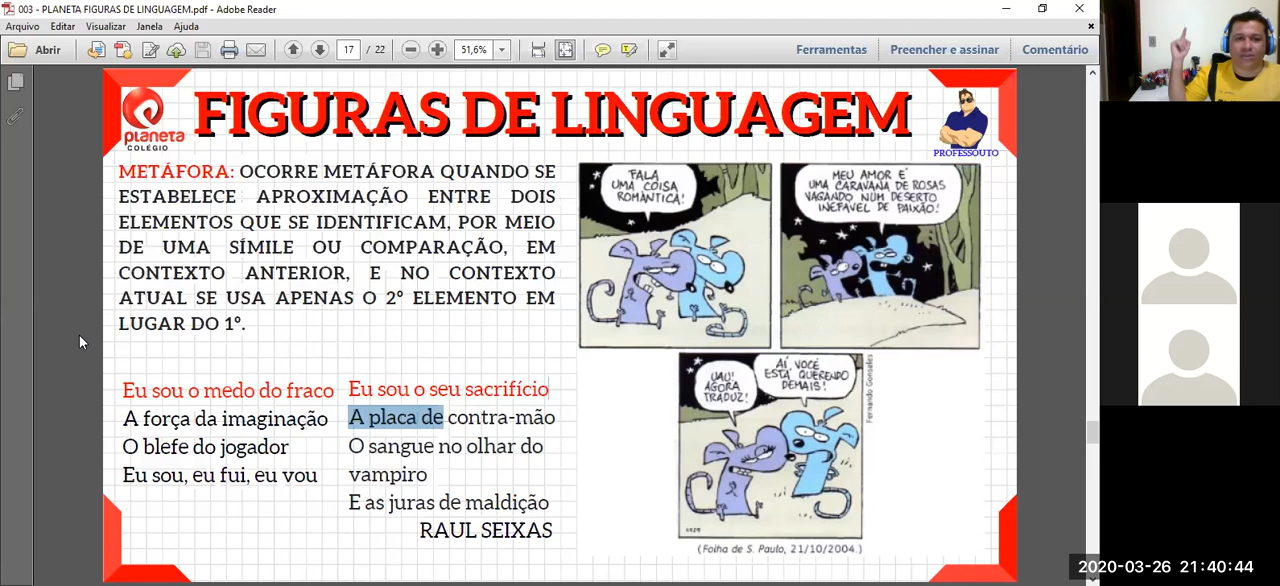 003 - PLANETA FIGURAS DE LINGUAGEM.pdf - Adobe Reader
Arquivo Editar Visualizar Janela Ajuda
Abrir 17 / 22 51,6% Ferramentas Preencher e assinar Comentário
planeta
COLÉGIO
FIGURAS DE LINGUAGEM
PROFESSOUTO
METÁFORA: OCORRE METÁFORA QUANDO SE
ESTABELECE APROXIMAÇÃO ENTRE DOIS
ELEMENTOS QUE SE IDENTIFICAM, POR MEIO
DE UMA SÍMILE OU COMPARAÇÃO, EM
CONTEXTO ANTERIOR, E NO CONTEXTO
ATUAL SE USA APENAS O 2º ELEMENTO EM
LUGAR DO 1º.
Eu sou o medo do fraco
A força da imaginação
O blefe do jogador
Eu sou, eu fui, eu vou
Eu sou o seu sacrifício
A placa de contra-mão
O sangue no olhar do
vampiro
E as juras de maldição
RAUL SEIXAS
FALA
UMA COISA
ROMÂNTICA!
MEU AMOR É
UMA CARAVANA DE ROSAS
VAGANDO NUM DESERTO
INEFÁVEL DE PAIXÃO!
UAU!
AGORA
TRADUZ!
AÍ, VOCÊ
ESTÁ QUERENDO
DEMAIS!
Fernando Gonsales
(Folha de S. Paulo, 21/10/2004.)
2020-03-26 21:40:44